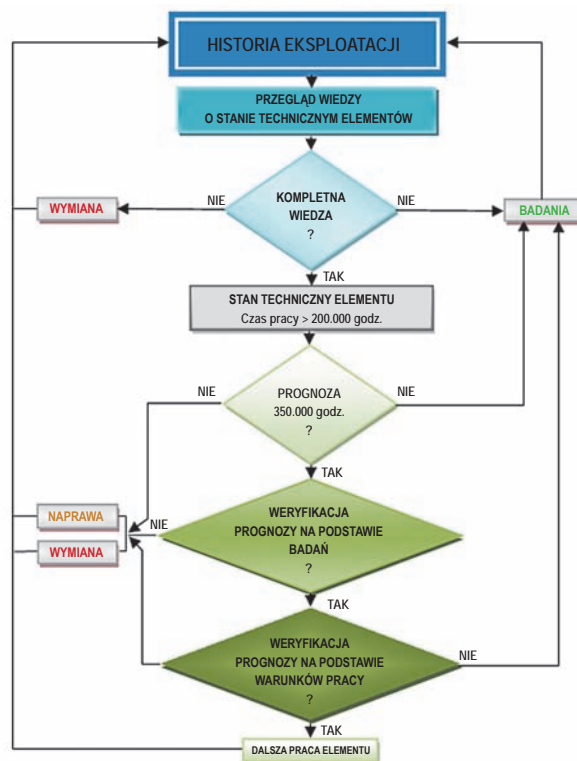 HISTORIA EKSPLOATACJI
PRZEGLĄD WIEDZY
O STANIE TECHNICZNYM ELEMENTÓW
NIE
NIE
WYMIANA
KOMPLETNA
WIEDZA
?
BADANIA
TAK
STAN TECHNICZNY ELEMENTU
Czas pracy > 200.000 godz.
NIE
NIE
PROGNOZA
350.000 godz.
?
TAK
NAPRAWA
WYMIANA
NIE
WERYFIKACJA
PROGNOZY NA PODSTAWIE
BADAŃ
?
TAK
WERYFIKACJA
PROGNOZY NA PODSTAWIE
WARUNKÓW PRACY
?
NIE
TAK
DALSZA PRACA ELEMENTU